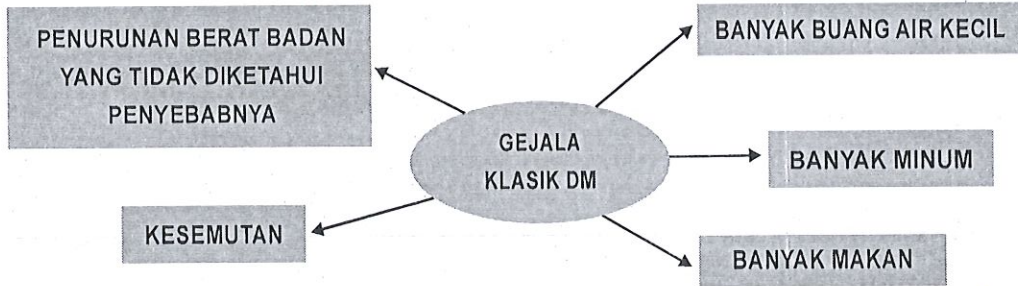 PENURUNAN BERAT BADAN
YANG TIDAK DIKETAHUI
PENYEBABNYA
BANYAK BUANG AIR KECIL
GEJALA
KLASIK DM
BANYAK MINUM
KESEMUTAN
BANYAK MAKAN